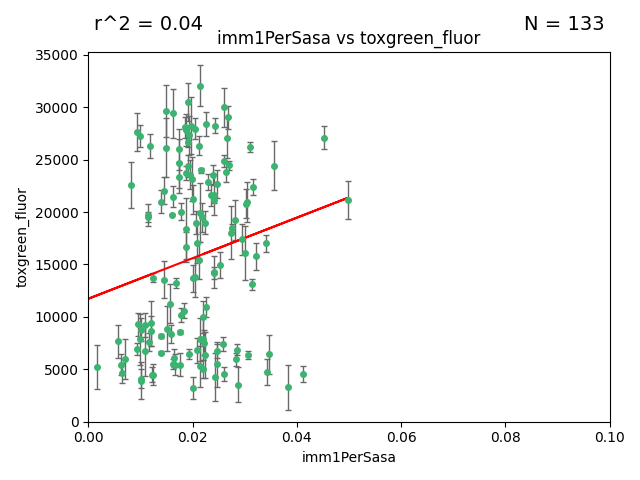 r^2 = 0.04 N = 133
imm1PerSasa vs toxgreen_fluor
35000
30000
25000
20000
15000
10000
5000
0
toxgreen_fluor
0.00 0.02 0.04 0.06 0.08 0.10
imm1PerSasa